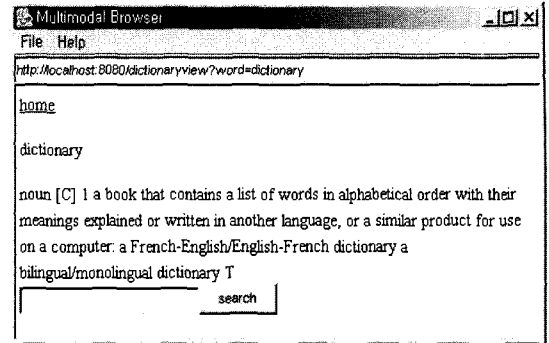 Multimodal Browser
File Help
http://localhost:8080/dictionaryview?word=dictionary
home
dictionary
noun [C] 1 a book that contains a list of words in alphabetical order with their
meanings explained or written in another language, or a similar product for use
on a computer: a French-English/English-French dictionary a
bilingual/monolingual dictionary T
search